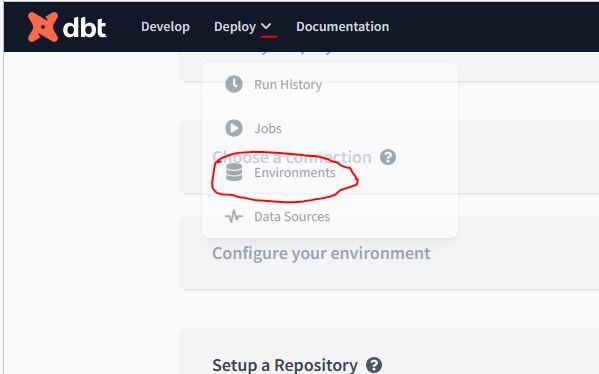 dbt Develop Deploy Documentation
Run History
Jobs
Choose a connection
Environments
Data Sources
Configure your environment
Setup a Repository